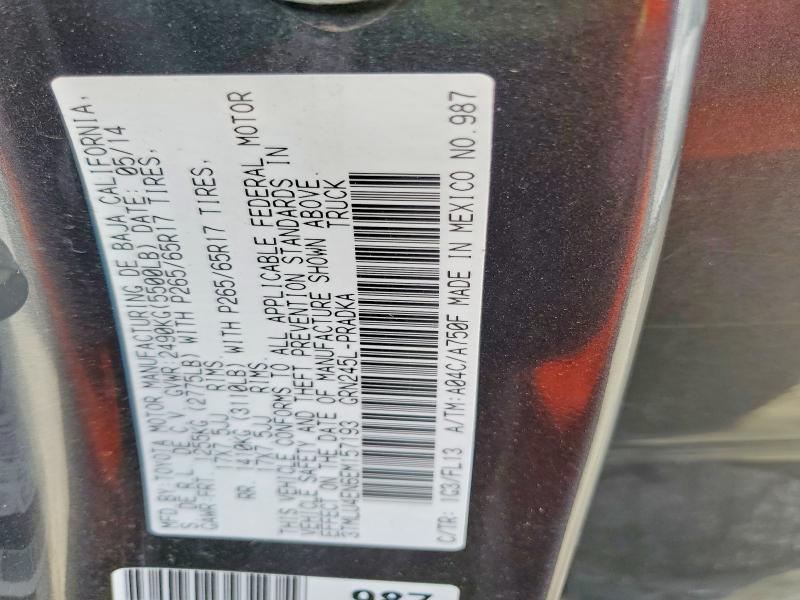 MFD.BY: TOYOTA MOTOR MANUFACTURING DE BAJA CALIFORNIA,
S. DE R.L. DE C.V. GVWR 2490KG(5500LB) DATE: 05/14
GAWR FRT. 1255KG (2775LB) WITH P265/65R17 TIRES,
17X7.5JJ RIMS.
RR. 1410KG (3110LB) WITH P265/65R17 TIRES,
17X7.5JJ RIMS.
THIS VEHICLE CONFORMS TO ALL APPLICABLE FEDERAL MOTOR
VEHICLE SAFETY AND THEFT PREVENTION STANDARDS IN
EFFECT ON THE DATE OF MANUFACTURE SHOWN ABOVE.
3TMLU4EN6EM157193 GRN245L-PRADKA TRUCK
C/TR: 1G3/FL13 A/TM:A04C/A750F MADE IN MEXICO NO.987
987